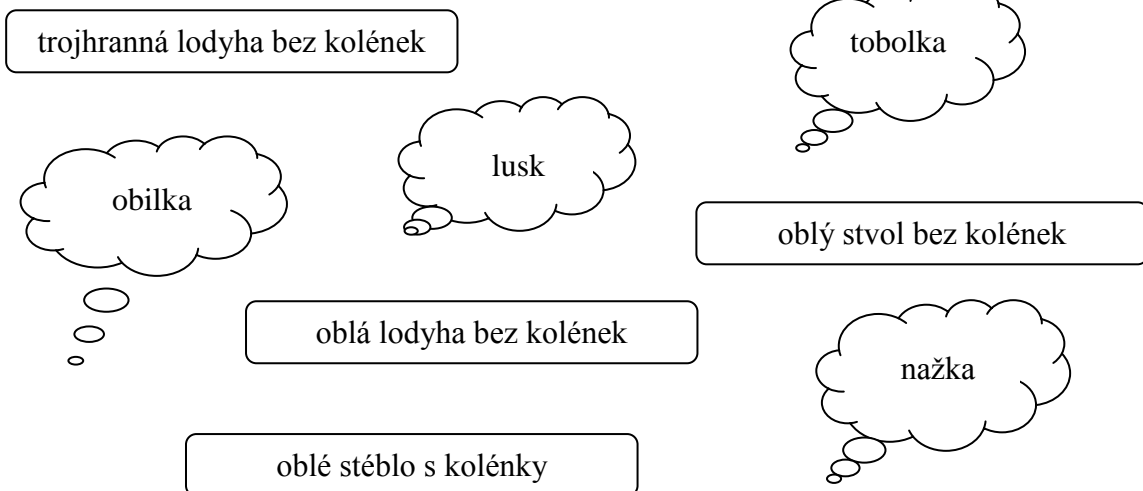 trojhranná lodyha bez kolének
tobolka
lusk
obilka
oblý stvol bez kolének
oblá lodyha bez kolének
nažka
oblé stéblo s kolénky